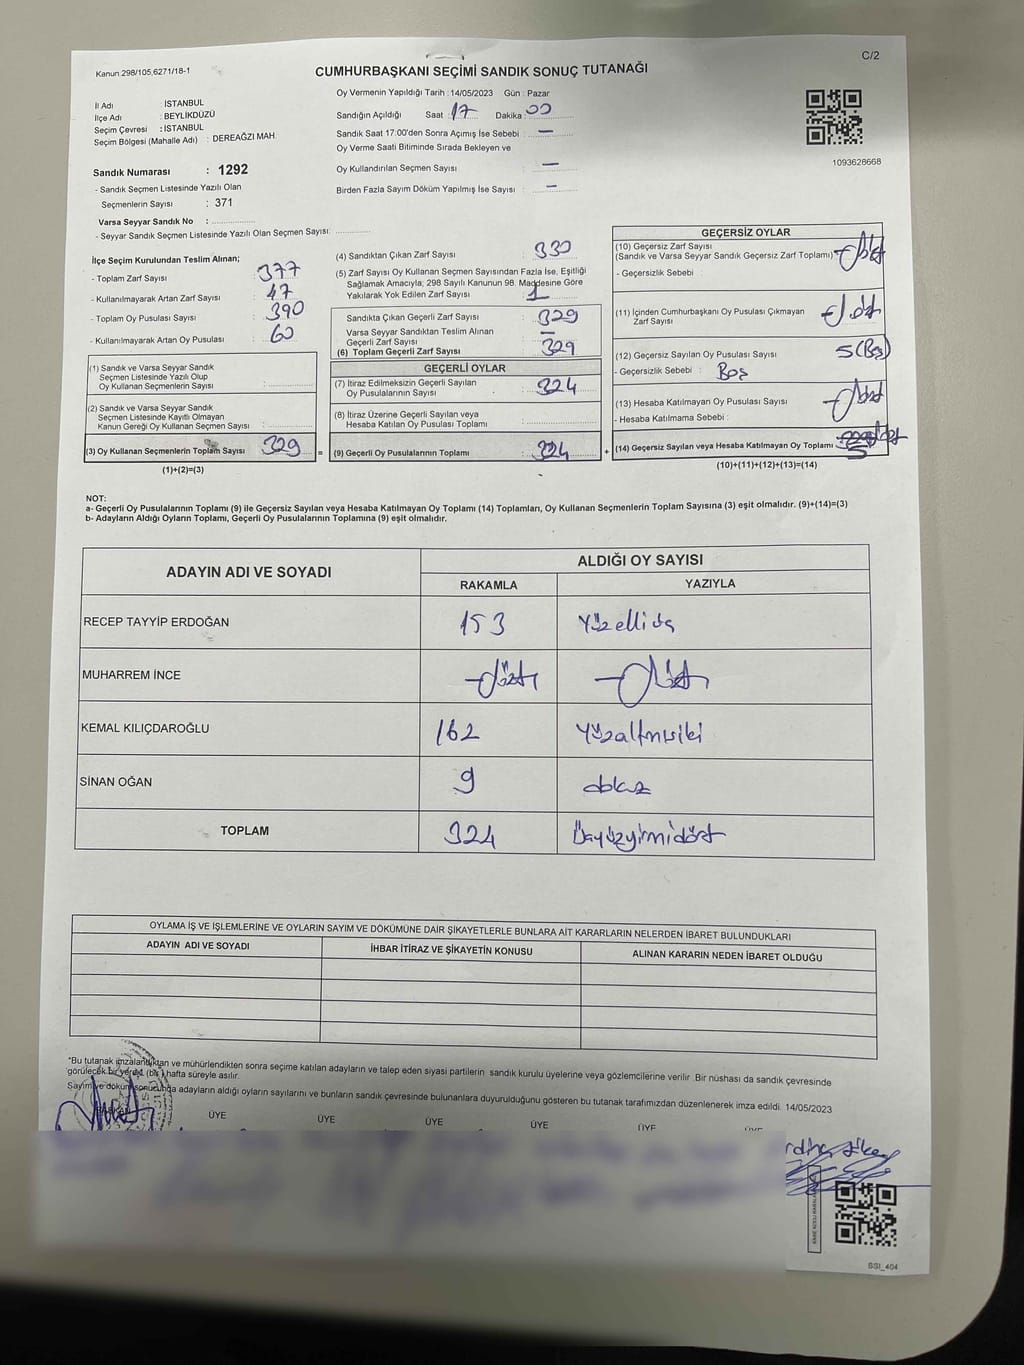 C/2
Kanun:298/105,6271/18-1
CUMHURBAŞKANI SEÇİMİ SANDIK SONUÇ TUTANAĞI
İl Adı : İSTANBUL
İlçe Adı : BEYLİKDÜZÜ
Seçim Çevresi : İSTANBUL
Seçim Bölgesi (Mahalle Adı) : DEREAĞZI MAH.
Sandık Numarası : 1292
- Sandık Seçmen Listesinde Yazılı Olan
Seçmenlerin Sayısı : 371
Varsa Seyyar Sandık No :
- Seyyar Sandık Seçmen Listesinde Yazılı Olan Seçmen Sayısı:
Oy Vermenin Yapıldığı Tarih :14/05/2023 Gün : Pazar
Sandığın Açıldığı Saat : 17 Dakika : 00
Sandık Saat 17:00'den Sonra Açımış İse Sebebi : —
Oy Verme Saati Bitiminde Sırada Bekleyen ve
Oy Kullandırılan Seçmen Sayısı : —
Birden Fazla Sayım Döküm Yapılmış İse Sayısı : —
1093628668
İlçe Seçim Kurulundan Teslim Alınan;
- Toplam Zarf Sayısı : 377
- Kullanılmayarak Artan Zarf Sayısı : 47
- Toplam Oy Pusulası Sayısı : 390
- Kullanılmayarak Artan Oy Pusulası : 60
(1) Sandık ve Varsa Seyyar Sandık
Seçmen Listesinde Yazılı Olup
Oy Kullanan Seçmenlerin Sayısı :
(2) Sandık ve Varsa Seyyar Sandık
Seçmen Listesinde Kayıtlı Olmayan
Kanun Gereği Oy Kullanan Seçmen Sayısı :
(3) Oy Kullanan Seçmenlerin Toplam Sayısı : 329 =
(1)+(2)=(3)
(4) Sandıktan Çıkan Zarf Sayısı : 330
(5) Zarf Sayısı Oy Kullanan Seçmen Sayısından Fazla İse, Eşitliği
Sağlamak Amacıyla; 298 Sayılı Kanunun 98. Maddesine Göre
Yakılarak Yok Edilen Zarf Sayısı : 1
Sandıkta Çıkan Geçerli Zarf Sayısı : 329
Varsa Seyyar Sandıktan Teslim Alınan
Geçerli Zarf Sayısı : —
(6) Toplam Geçerli Zarf Sayısı : 329
GEÇERLİ OYLAR
(7) İtiraz Edilmeksizin Geçerli Sayılan
Oy Pusulalarının Sayısı : 324
(8) İtiraz Üzerine Geçerli Sayılan veya
Hesaba Katılan Oy Pusulası Toplamı :
(9) Geçerli Oy Pusulalarının Toplamı : 324 +
GEÇERSİZ OYLAR
(10) Geçersiz Zarf Sayısı
(Sandık ve Varsa Seyyar Sandık Geçersiz Zarf Toplamı) :
- Geçersizlik Sebebi :
(11) İçinden Cumhurbaşkanı Oy Pusulası Çıkmayan
Zarf Sayısı
(12) Geçersiz Sayılan Oy Pusulası Sayısı 5 (Boş)
- Geçersizlik Sebebi : Boş
(13) Hesaba Katılmayan Oy Pusulası Sayısı
- Hesaba Katılmama Sebebi :
(14) Geçersiz Sayılan veya Hesaba Katılmayan Oy Toplamı : 5
(10)+(11)+(12)+(13)=(14)
NOT:
a- Geçerli Oy Pusulalarının Toplamı (9) ile Geçersiz Sayılan veya Hesaba Katılmayan Oy Toplamı (14) Toplamları, Oy Kullanan Seçmenlerin Toplam Sayısına (3) eşit olmalıdır. (9)+(14)=(3)
b- Adayların Aldığı Oyların Toplamı, Geçerli Oy Pusulalarının Toplamına (9) eşit olmalıdır.
ADAYIN ADI VE SOYADI
ALDIĞI OY SAYISI
RAKAMLA YAZIYLA
RECEP TAYYİP ERDOĞAN 153 Yüzelliüç
MUHARREM İNCE
KEMAL KILIÇDAROĞLU 162 Yüzaltmışiki
SİNAN OĞAN 9 dokuz
TOPLAM 324 Üçyüzyirmidört
OYLAMA İŞ VE İŞLEMLERİNE VE OYLARIN SAYIM VE DÖKÜMÜNE DAİR ŞİKAYETLERLE BUNLARA AİT KARARLARIN NELERDEN İBARET BULUNDUKLARI
ADAYIN ADI VE SOYADI İHBAR İTİRAZ VE ŞİKAYETİN KONUSU ALINAN KARARIN NEDEN İBARET OLDUĞU
*Bu tutanak imzalandıktan ve mühürlendikten sonra seçime katılan adayların ve talep eden siyasi partilerin sandık kurulu üyelerine veya gözlemcilerine verilir .Bir nüshası da sandık çevresinde
görülecek bir yere 1 (bir ) hafta süreyle asılır.
Sayım ve döküm sonucunda adayların aldığı oyların sayılarını ve bunların sandık çevresinde bulunanlara duyurulduğunu gösteren bu tutanak tarafımızdan düzenlenerek imza edildi. 14/05/2023
ÜYE ÜYE ÜYE ÜYE ÜYE
BSI_404